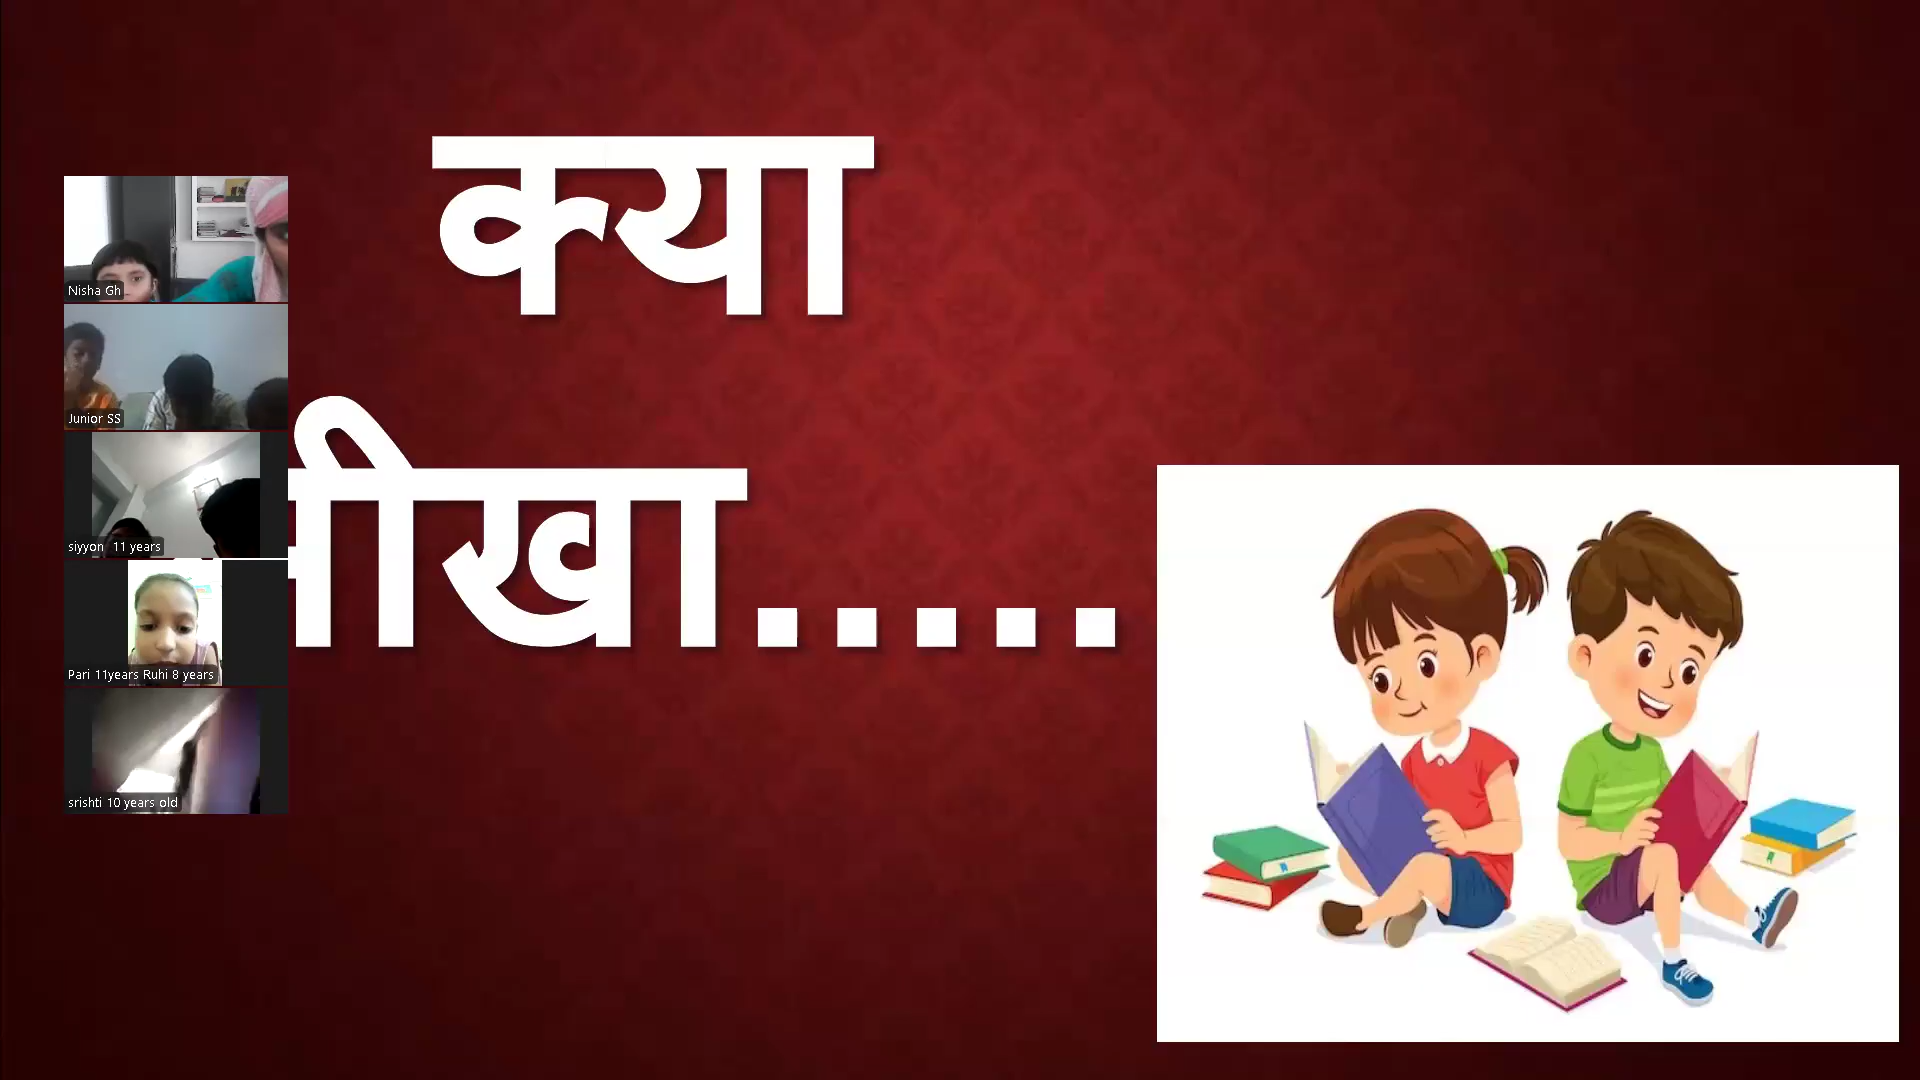 क्या
Nisha Gh
Junior SS
ीखा.....
siyyon 11 years
Pari 11years Ruhi 8 years
srishti 10 years old